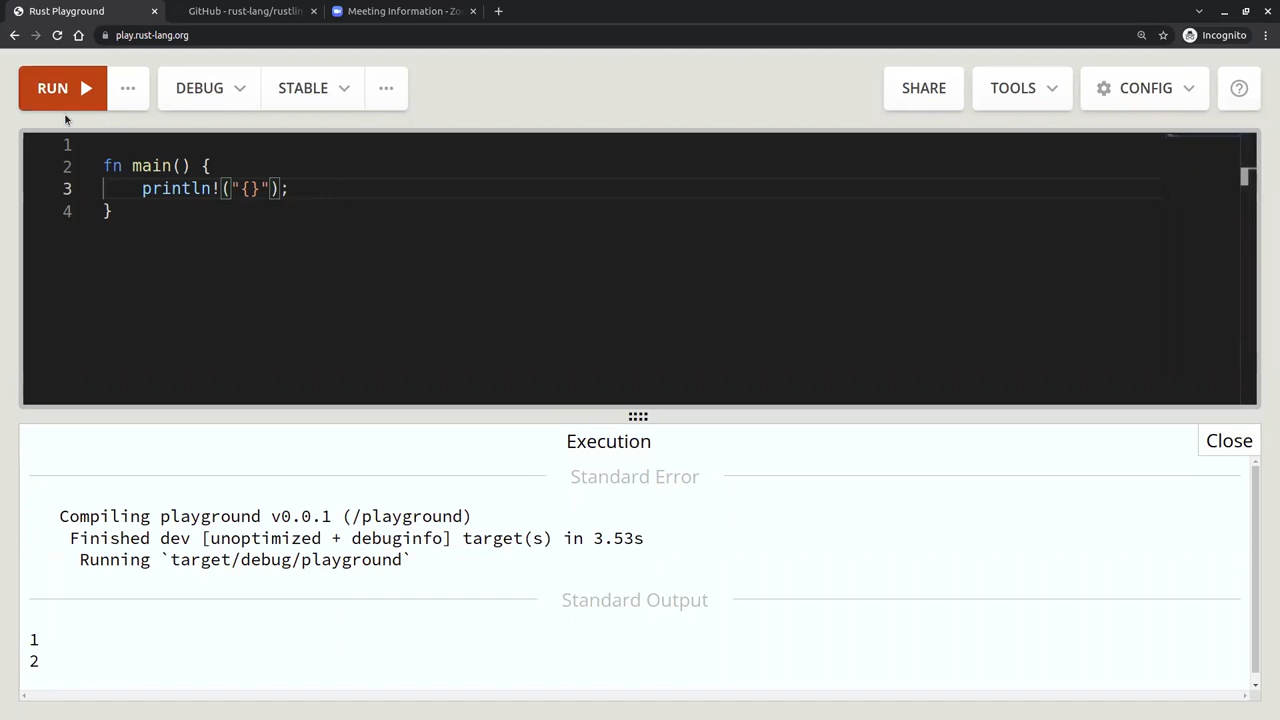 Rust Playground
GitHub - rust-lang/rustlin
Meeting Information - Zo
play.rust-lang.org
Incognito
RUN
DEBUG
STABLE
SHARE
TOOLS
CONFIG
1
2 fn main() {
3 println!("{}");
4 }
Execution
Close
Standard Error
Compiling playground v0.0.1 (/playground)
Finished dev [unoptimized + debuginfo] target(s) in 3.53s
Running `target/debug/playground`
Standard Output
1
2